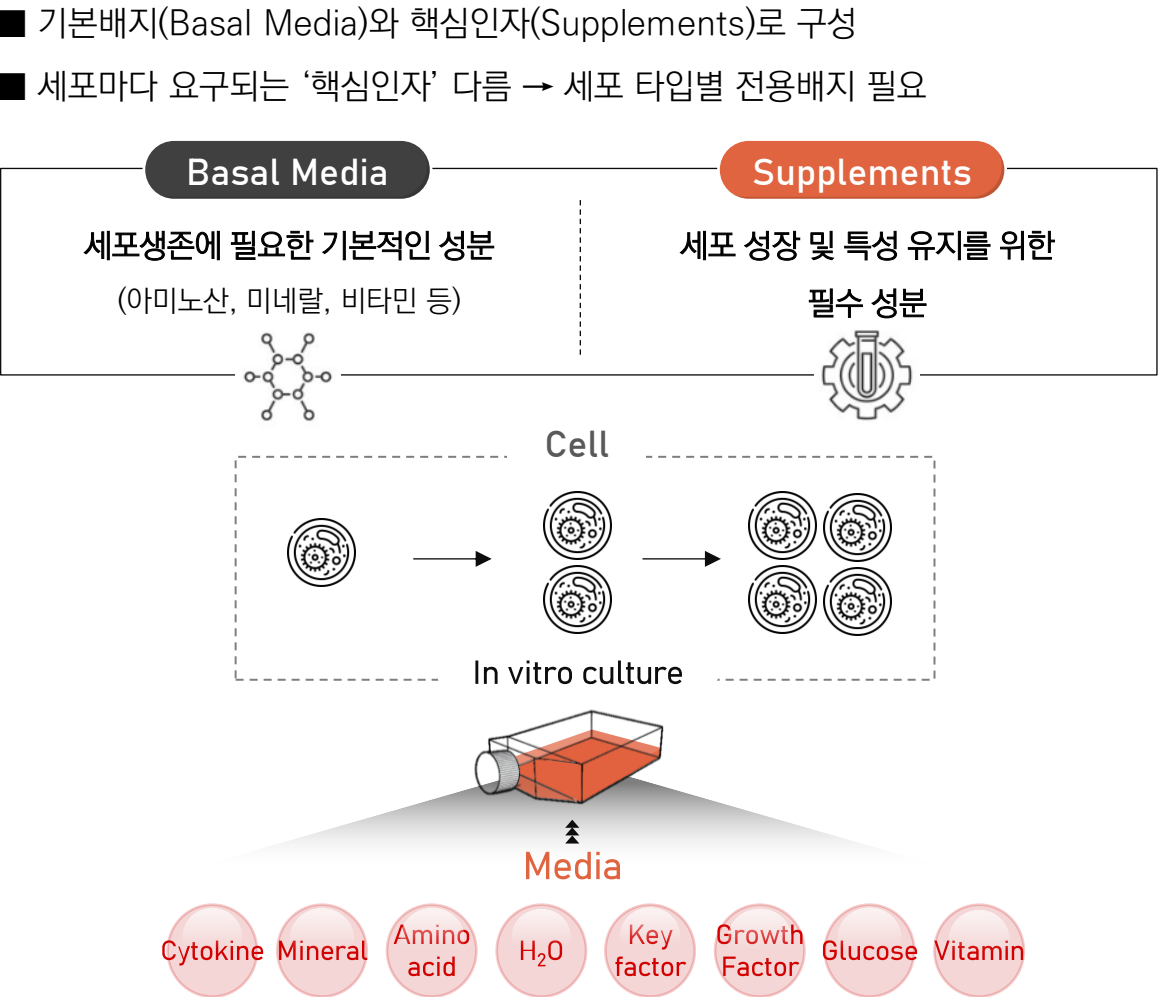 ■ 기본배지(Basal Media)와 핵심인자(Supplements)로 구성
■ 세포마다 요구되는 ‘핵심인자’ 다름 → 세포 타입별 전용배지 필요
Basal Media
세포생존에 필요한 기본적인 성분
(아미노산, 미네랄, 비타민 등)
Supplements
세포 성장 및 특성 유지를 위한
필수 성분
Cell
In vitro culture
Media
Cytokine
Mineral
Amino
acid
H₂O
Key
factor
Growth
Factor
Glucose
Vitamin